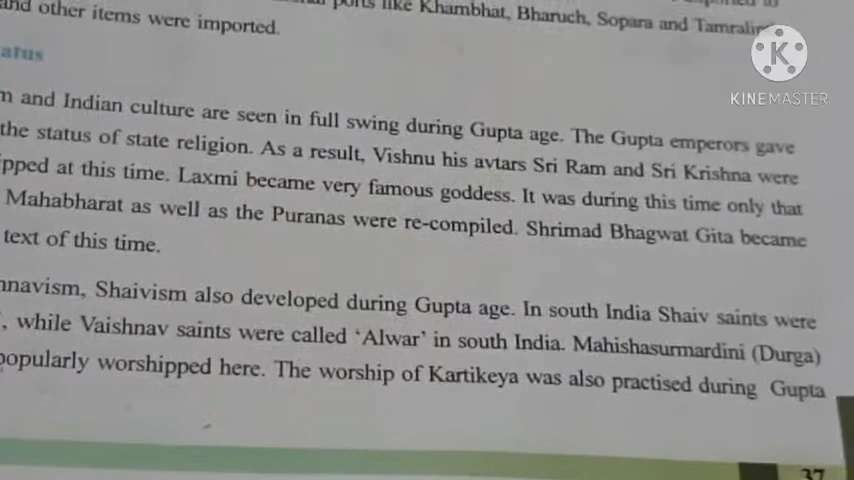 ports like Khambhat, Bharuch, Sopara and
and other items were imported.
K
KINEMASTER
atus
m and Indian culture are seen in full swing during Gupta age. The Gupta emperors gave
the status of state religion. As a result, Vishnu his avtars Sri Ram and Sri Krishna were
pped at this time. Laxmi became very famous goddess. It was during this time only that
Mahabharat as well as the Puranas were re-compiled. Shrimad Bhagwat Gita became
text of this time.
navism, Shaivism also developed during Gupta age. In south India Shaiv saints were
, while Vaishnav saints were called ‘Alwar’ in south India. Mahishasurmardini (Durga)
popularly worshipped here. The worship of Kartikeya was also practised during Gupta
37